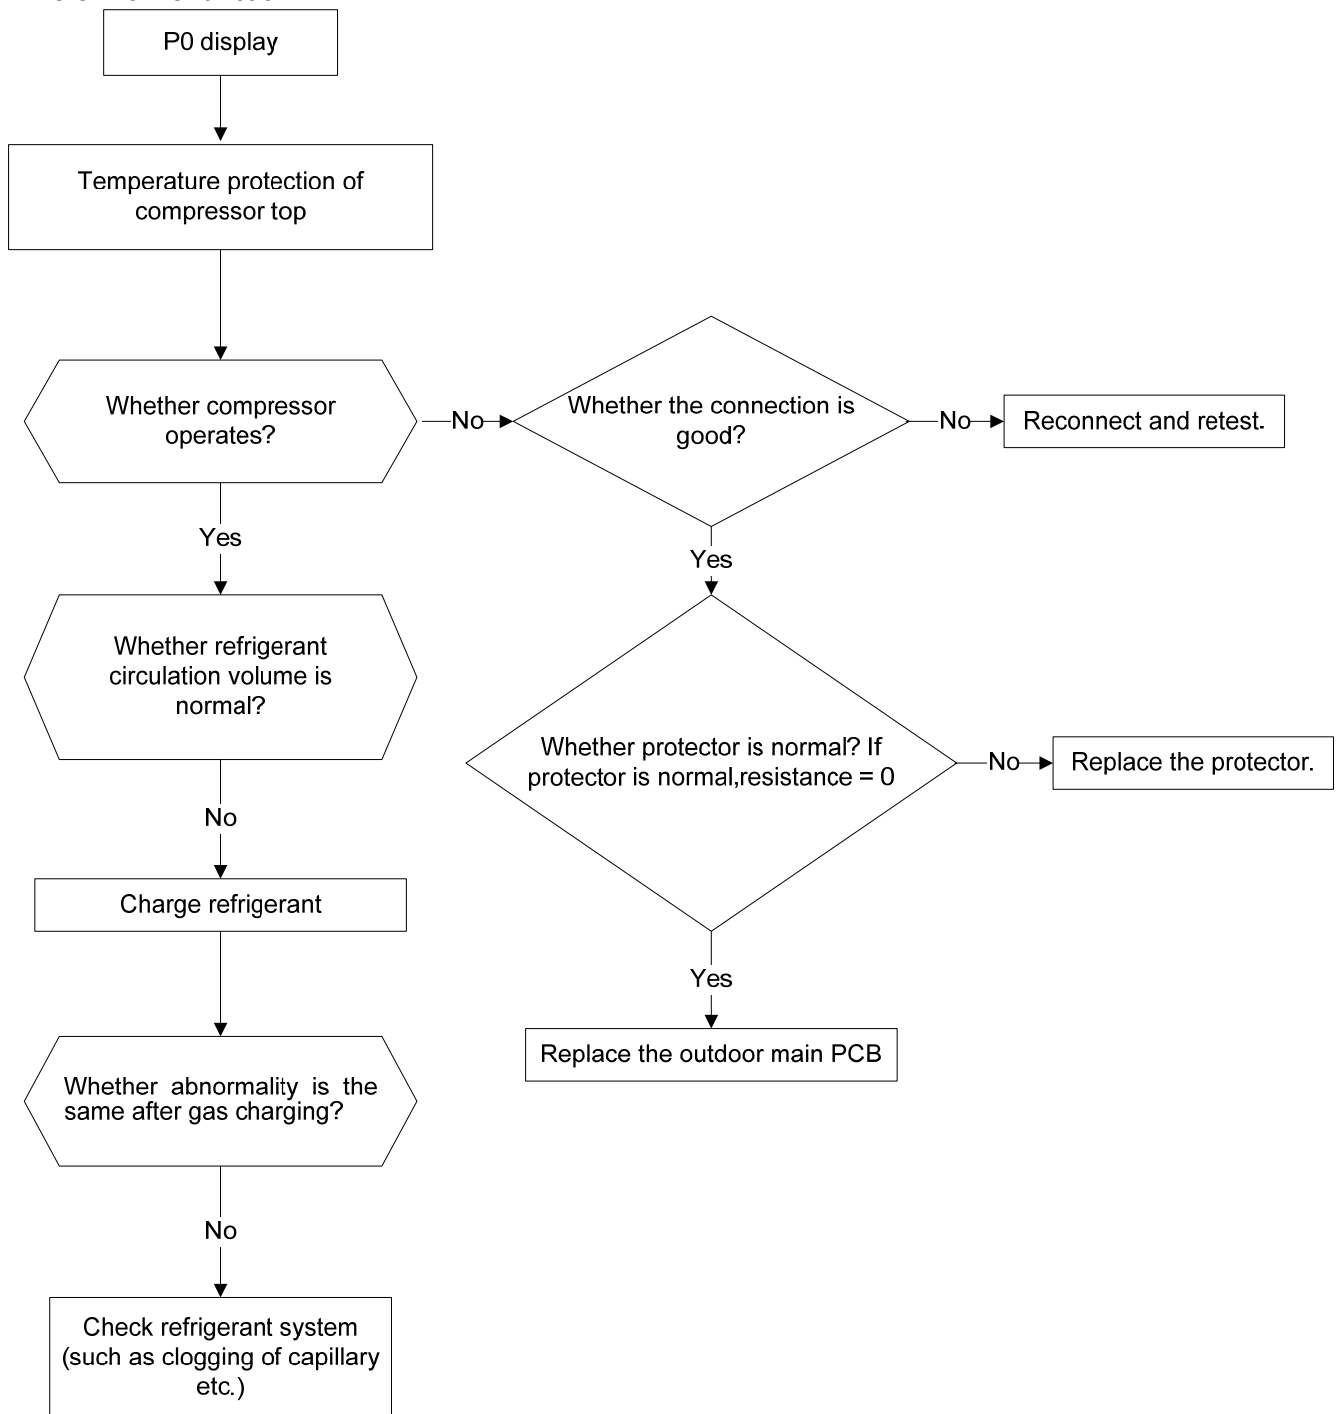 P0 display
Temperature protection of
compressor top
Whether compressor
operates?
No
Whether the connection is
good?
No
Reconnect and retest.
Yes
Yes
Whether refrigerant
circulation volume is
normal?
Whether protector is normal? If
protector is normal,resistance = 0
No
Replace the protector.
No
Charge refrigerant
Yes
Replace the outdoor main PCB
Whether abnormality is the
same after gas charging?
No
Check refrigerant system
(such as clogging of capillary
etc.)